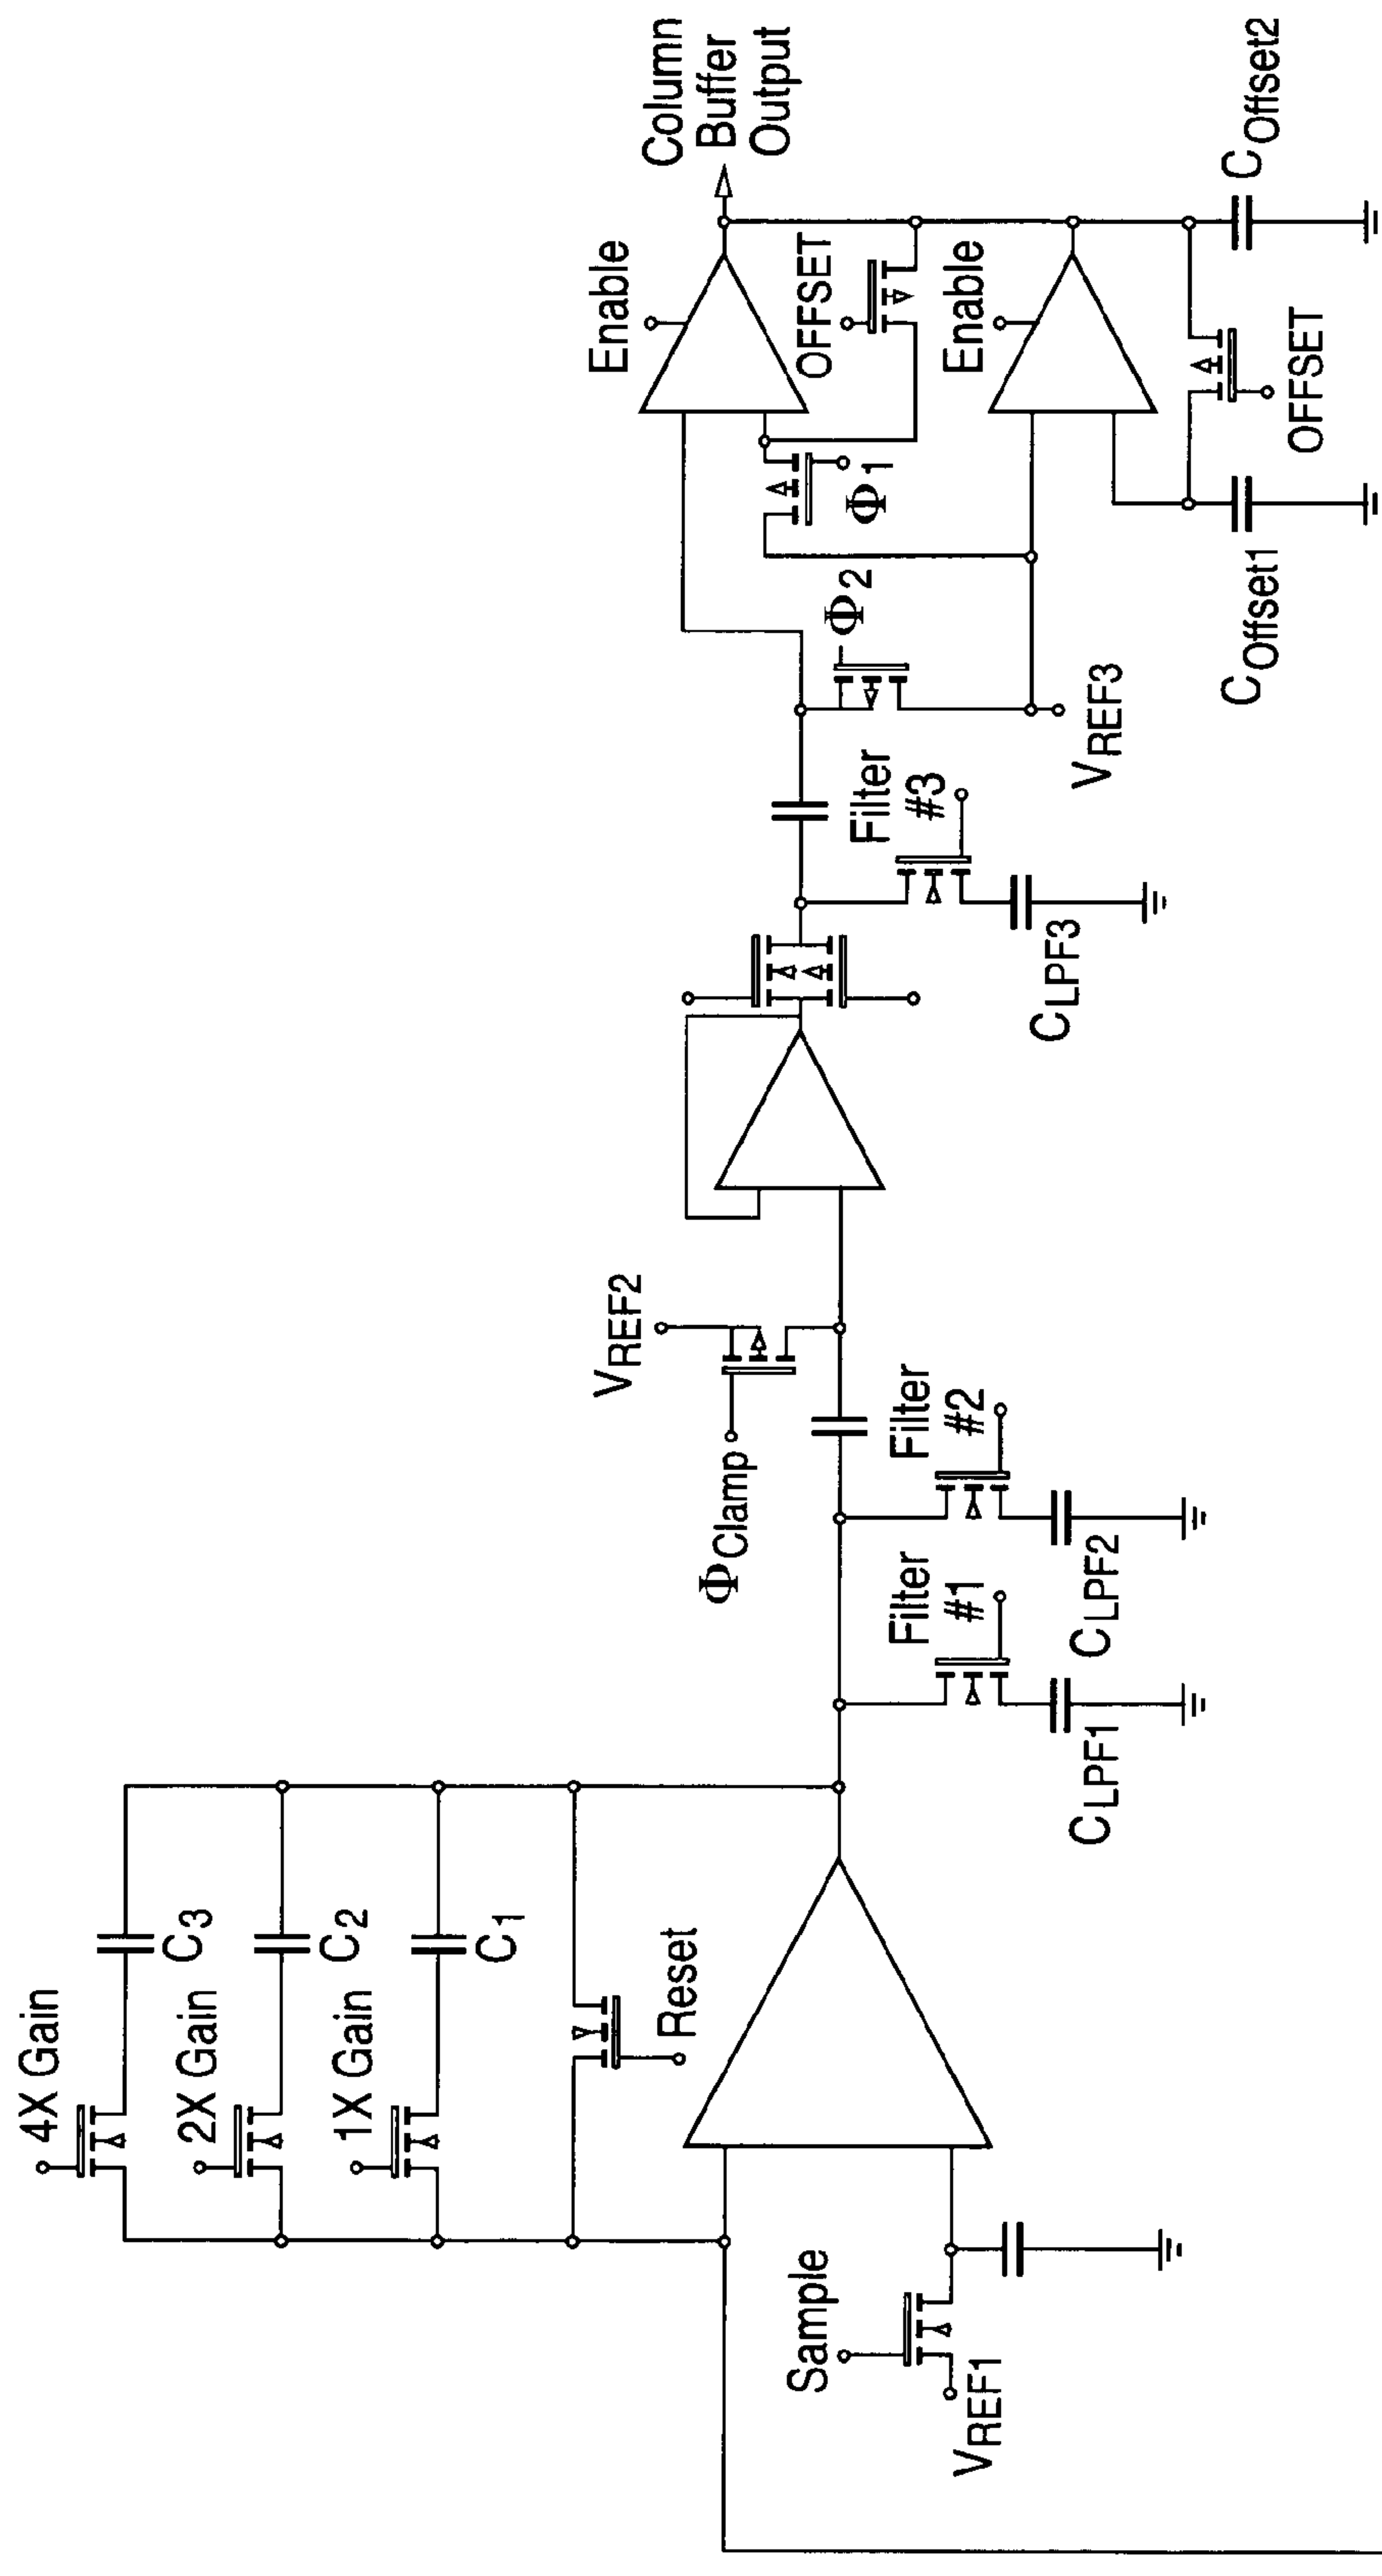 4X Gain
C3
2X Gain
C2
1X Gain
C1
Reset
Sample
VREF1
Filter
#1
CLPF1
Filter
#2
CLPF2
ΦClamp
VREF2
Filter
#3
CLPF3
Φ2
VREF3
Φ1
Enable
OFFSET
Enable
OFFSET
COffset1
COffset2
Column
Buffer
Output